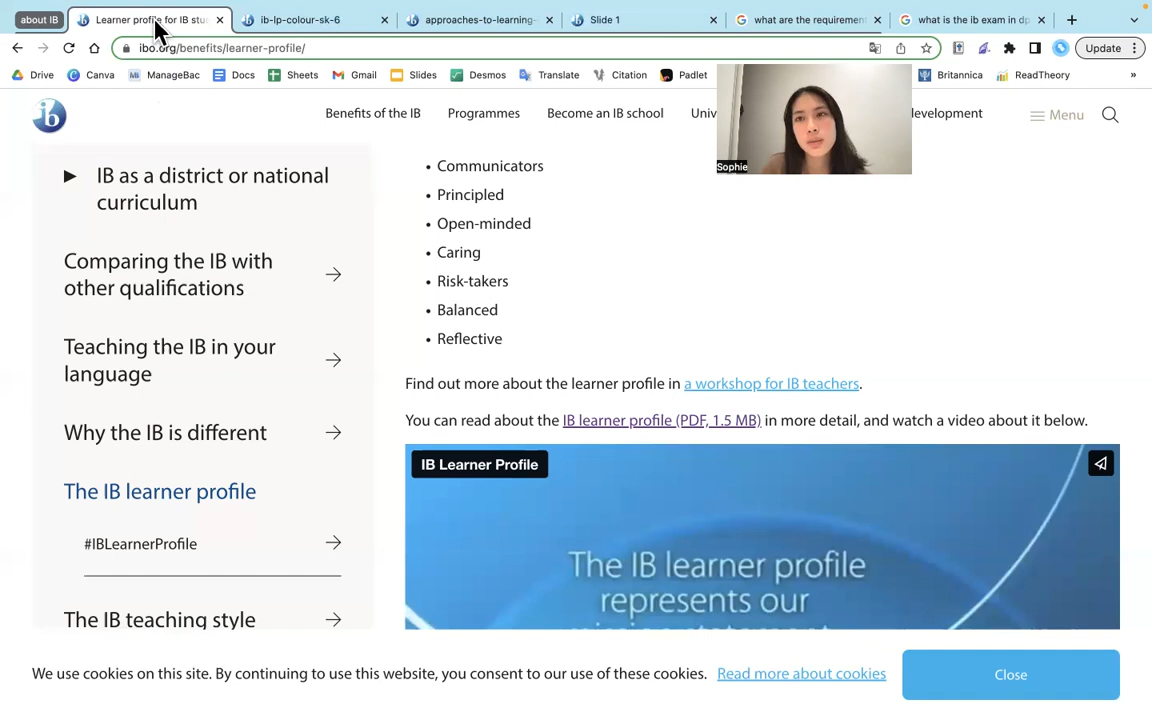 about IB
Learner profile for IB stu
ib-lp-colour-sk-6
approaches-to-learning-
Slide 1
what are the requiremen
what is the ib exam in dp
ibo.org/benefits/learner-profile/
Update
Drive
Canva
Mi ManageBac
Docs
Sheets
Gmail
Slides
Desmos
Translate
Citation
Padlet
Britannica
ReadTheory
»
ib
Benefits of the IB
Programmes
Become an IB school
Univ
levelopment
Menu
Sophie
IB as a district or national
curriculum
Comparing the IB with
other qualifications
Teaching the IB in your
language
Why the IB is different
The IB learner profile
#IBLearnerProfile
The IB teaching style
• Communicators
• Principled
• Open-minded
• Caring
• Risk-takers
• Balanced
• Reflective
Find out more about the learner profile in a workshop for IB teachers.
You can read about the IB learner profile (PDF, 1.5 MB) in more detail, and watch a video about it below.
IB Learner Profile
The IB learner profile
represents our
mission statement
We use cookies on this site. By continuing to use this website, you consent to our use of these cookies. Read more about cookies
Close